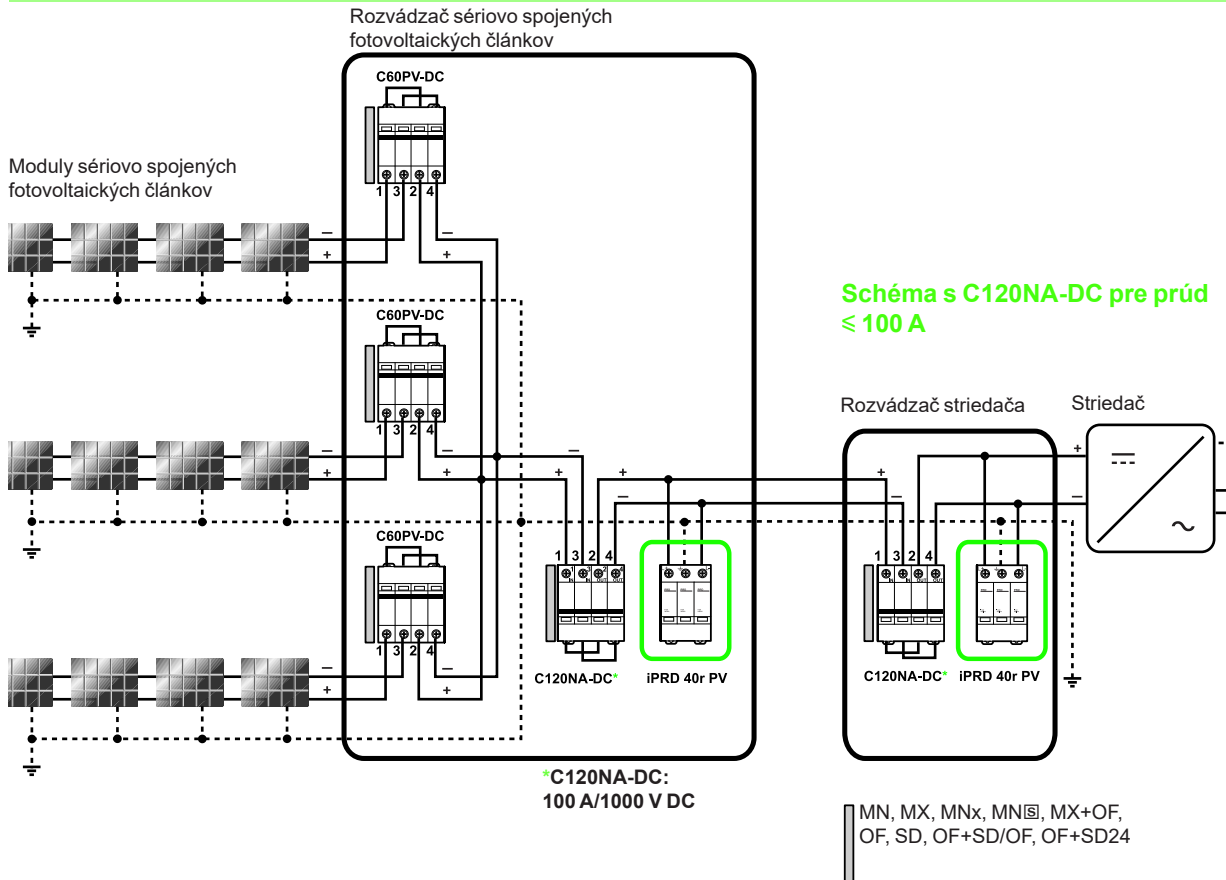 Rozvádzač sériovo spojených
fotovoltaických článkov
C60PV-DC
Moduly sériovo spojených
fotovoltaických článkov
1 3 2 4
– –
+ +
Schéma s C120NA-DC pre prúd
⩽ 100 A
C60PV-DC
1 3 2 4
Rozvádzač striedača
Striedač
– – – + + –
+ + + – – +
C60PV-DC
1 3 2 4
1 3 2 4
1 3 2 4
– –
+ +
C120NA-DC*
iPRD 40r PV
C120NA-DC*
iPRD 40r PV
*C120NA-DC:
100 A/1000 V DC
MN, MX, MNx, MNS, MX+OF,
OF, SD, OF+SD/OF, OF+SD24